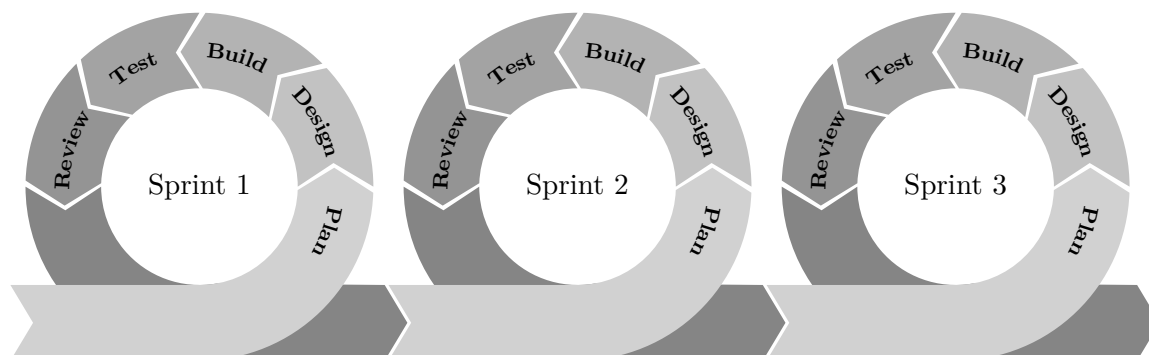 Plan
Design
Build
Test
Review
Sprint 1
Plan
Design
Build
Test
Review
Sprint 2
Plan
Design
Build
Test
Review
Sprint 3